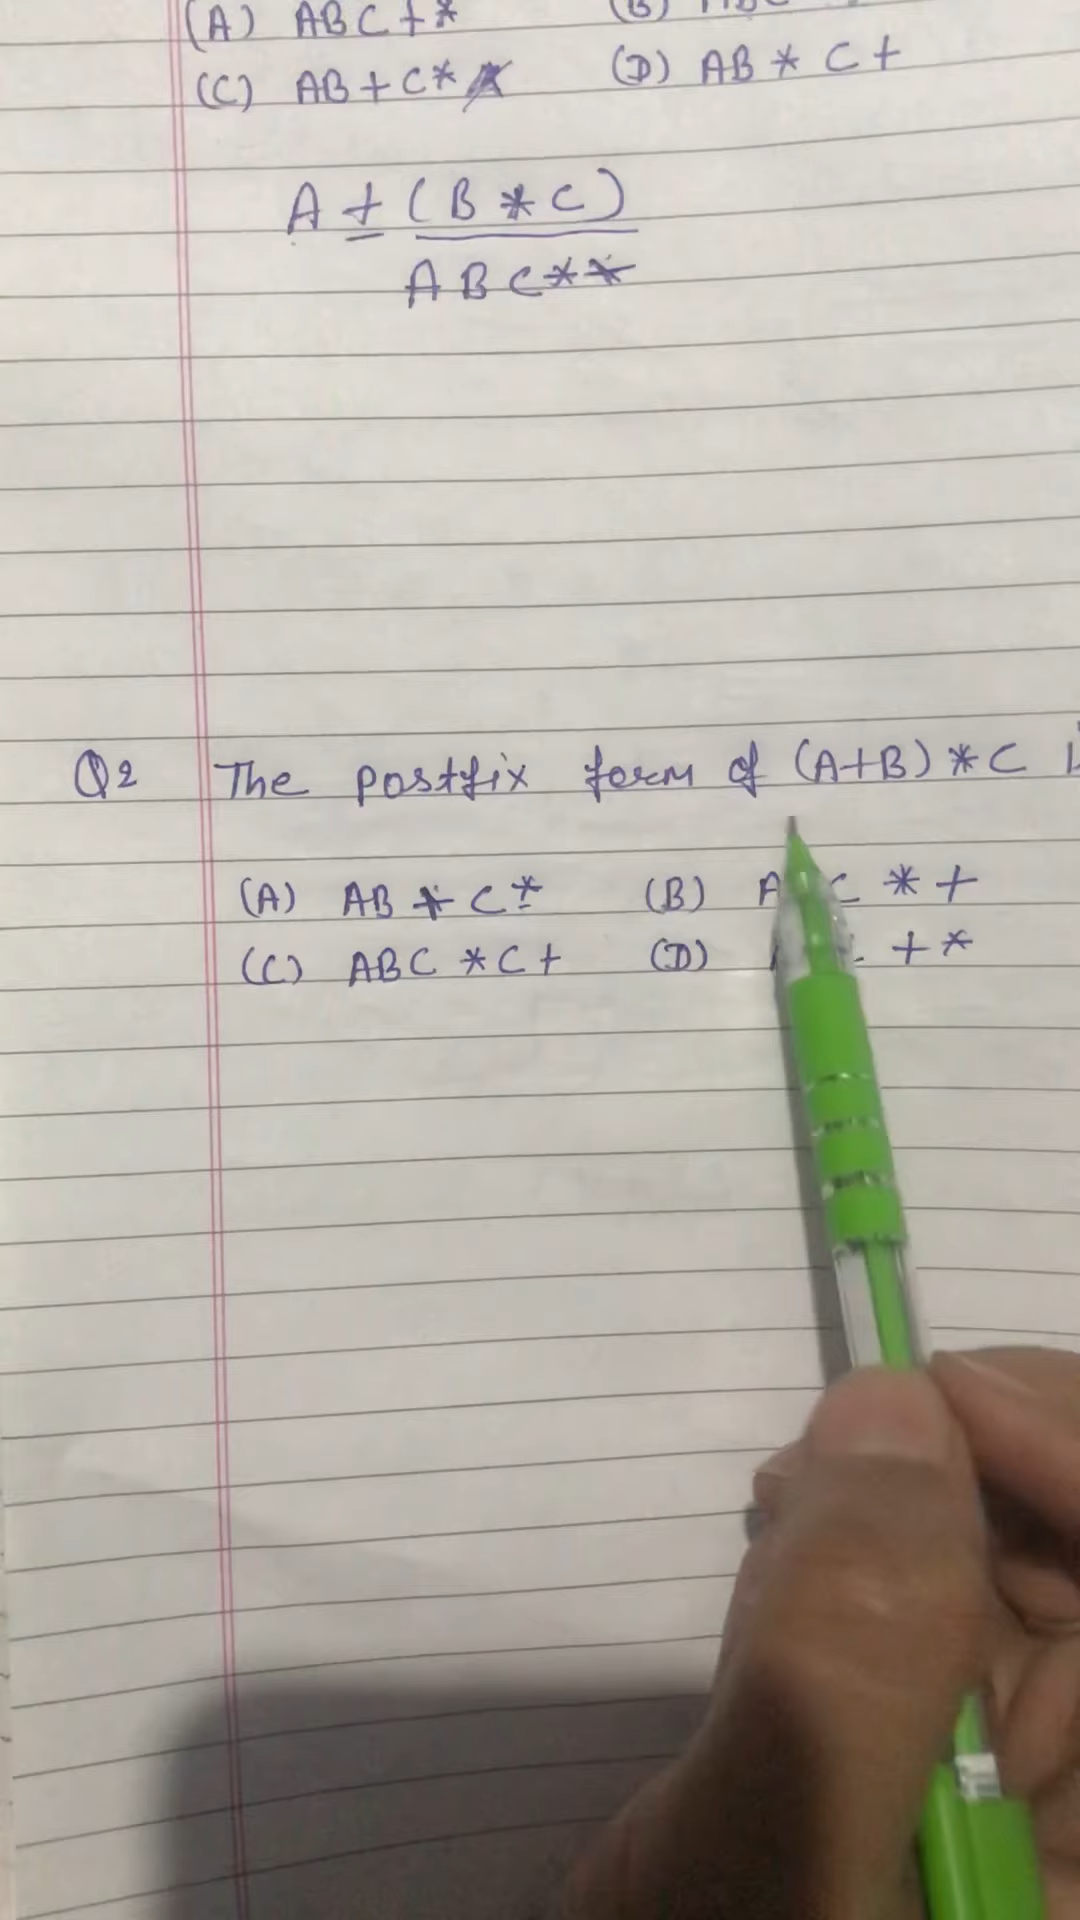 (A) ABC+* (B)
(C) AB+C* (D) AB*C+
A+(B*C)
ABC**
Q2 The postfix form of (A+B)*C
(A) AB+C* (B) A C *+
(C) ABC*C+ (D) +*